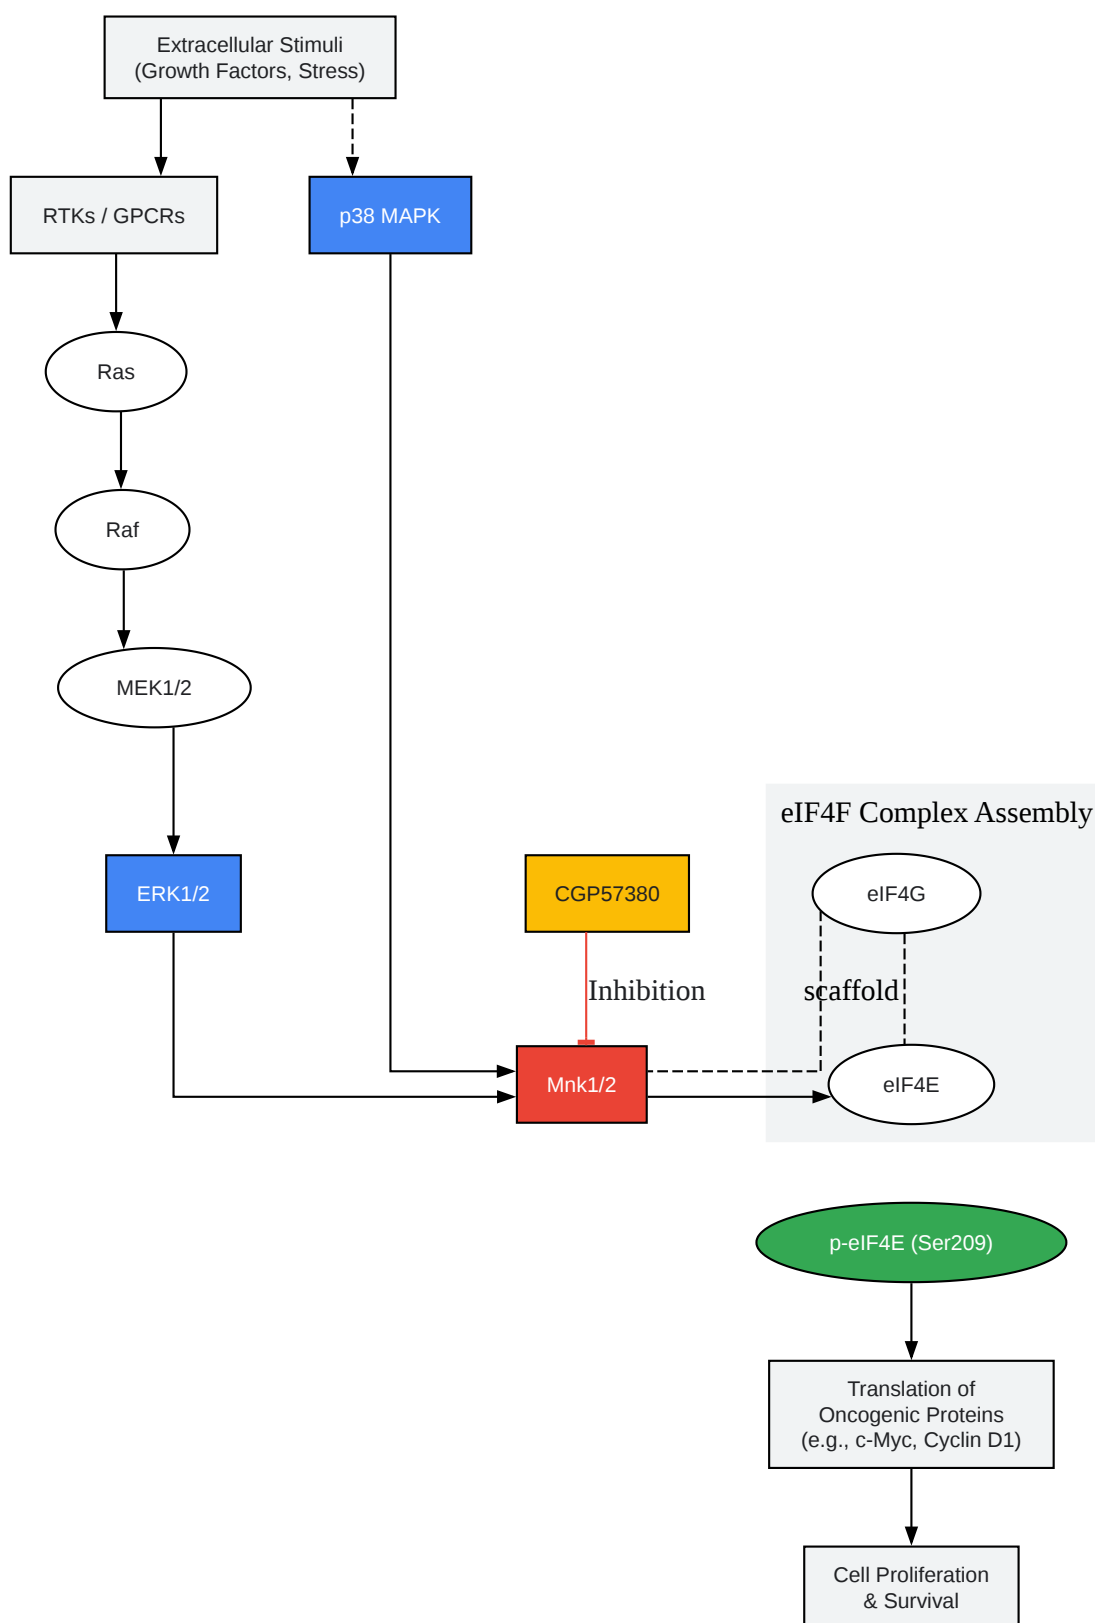 Extracellular Stimuli
(Growth Factors, Stress)
RTKs / GPCRs
p38 MAPK
Ras
Raf
MEK1/2
eIF4F Complex Assembly
ERK1/2
CGP57380
eIF4G
Inhibition
scaffold
Mnk1/2
eIF4E
p-eIF4E (Ser209)
Translation of
Oncogenic Proteins
(e.g., c-Myc, Cyclin D1)
Cell Proliferation
& Survival